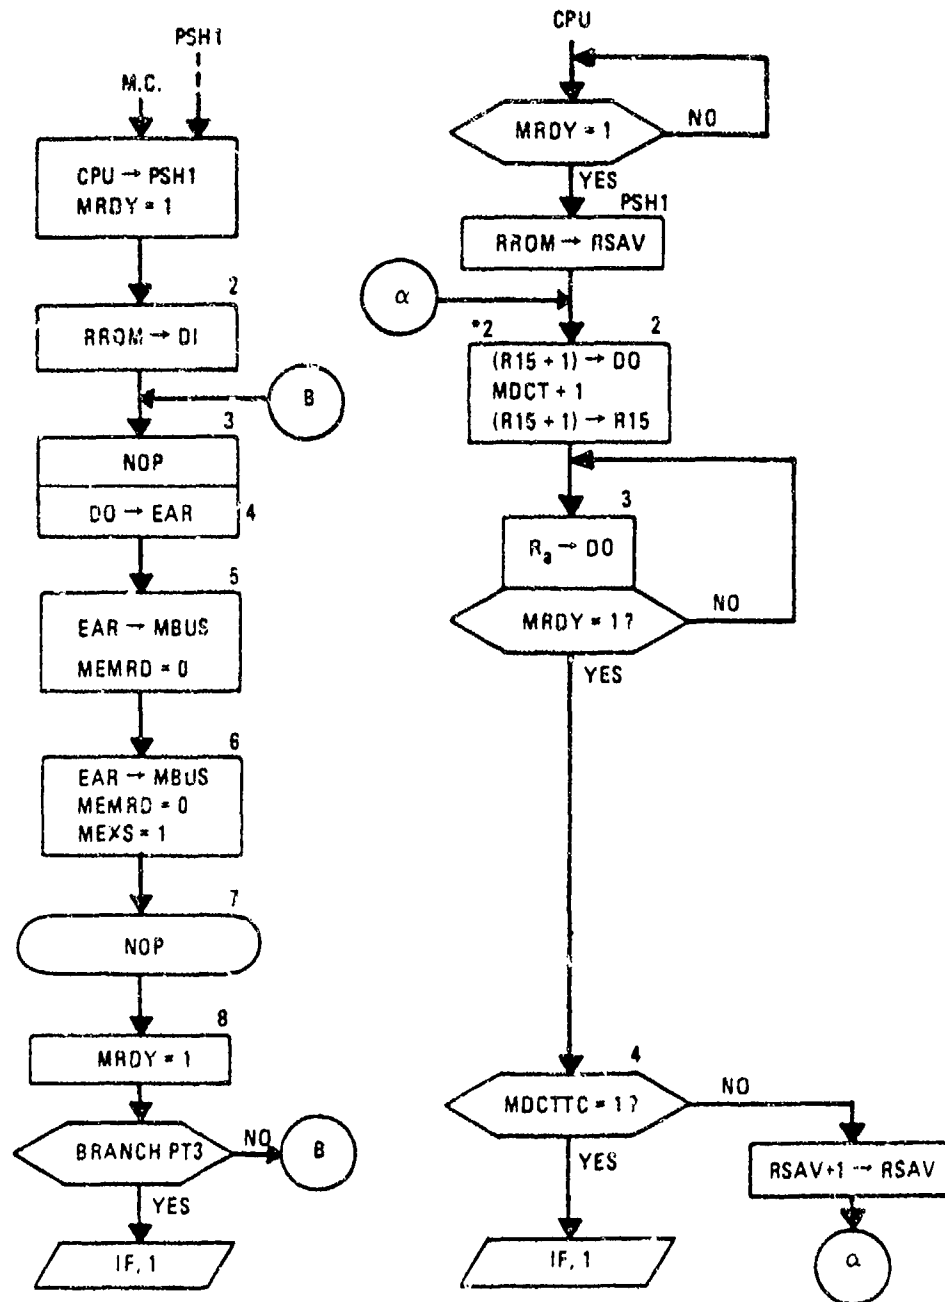 PSH1
M.C.
CPU → PSH1
MRDY = 1
2
RROM → DI
B
3
NOP
DO → EAR
4
5
EAR → MBUS
MEMRD = 0
6
EAR → MBUS
MEMRD = 0
MEXS = 1
7
NOP
8
MRDY = 1
BRANCH PT3
NO
B
YES
IF, 1
CPU
MRDY = 1
NO
YES
PSH1
RROM → RSAV
α
*2
2
(R15 + 1) → DO
MDCT + 1
(R15 + 1) → R15
3
Ra → DO
MRDY = 1?
NO
YES
4
MDCTTC = 1?
NO
YES
RSAV+1 → RSAV
IF, 1
α